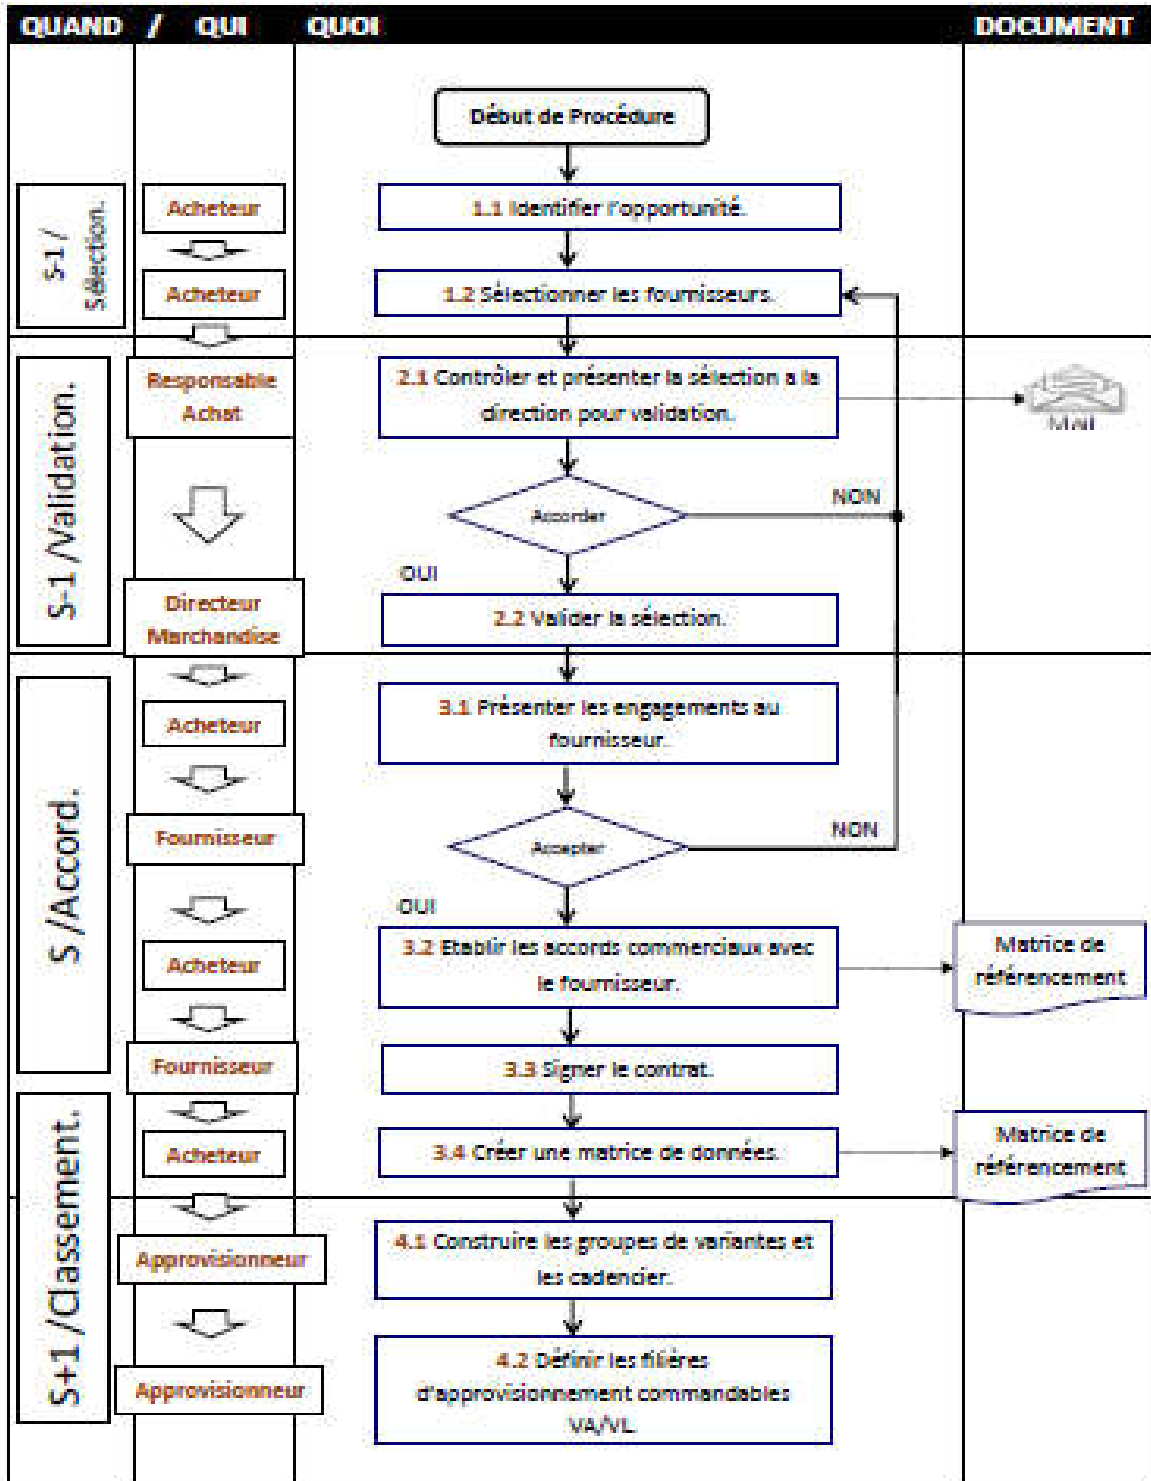 QUAND / QUI QUOI DOCUMENT
Début de Procédure
S-1 /
Sélection.
Acheteur
1.1 Identifier l'opportunité.
Acheteur
1.2 Sélectionner les fournisseurs.
S-1 /Validation.
Responsable
Achat
2.1 Contrôler et présenter la sélection a la
direction pour validation.
Mail
Accorder
NON
OUI
Directeur
Marchandise
2.2 Valider la sélection.
S /Accord.
Acheteur
3.1 Présenter les engagements au
fournisseur.
Fournisseur
Accepter
NON
OUI
Acheteur
3.2 Etablir les accords commerciaux avec
le fournisseur.
Matrice de
référencement
Fournisseur
3.3 Signer le contrat.
S+1 /Classement.
Acheteur
3.4 Créer une matrice de données.
Matrice de
référencement
Approvisionneur
4.1 Construire les groupes de variantes et
les cadencier.
Approvisionneur
4.2 Définir les filières
d'approvisionnement commandables
VA/VL.